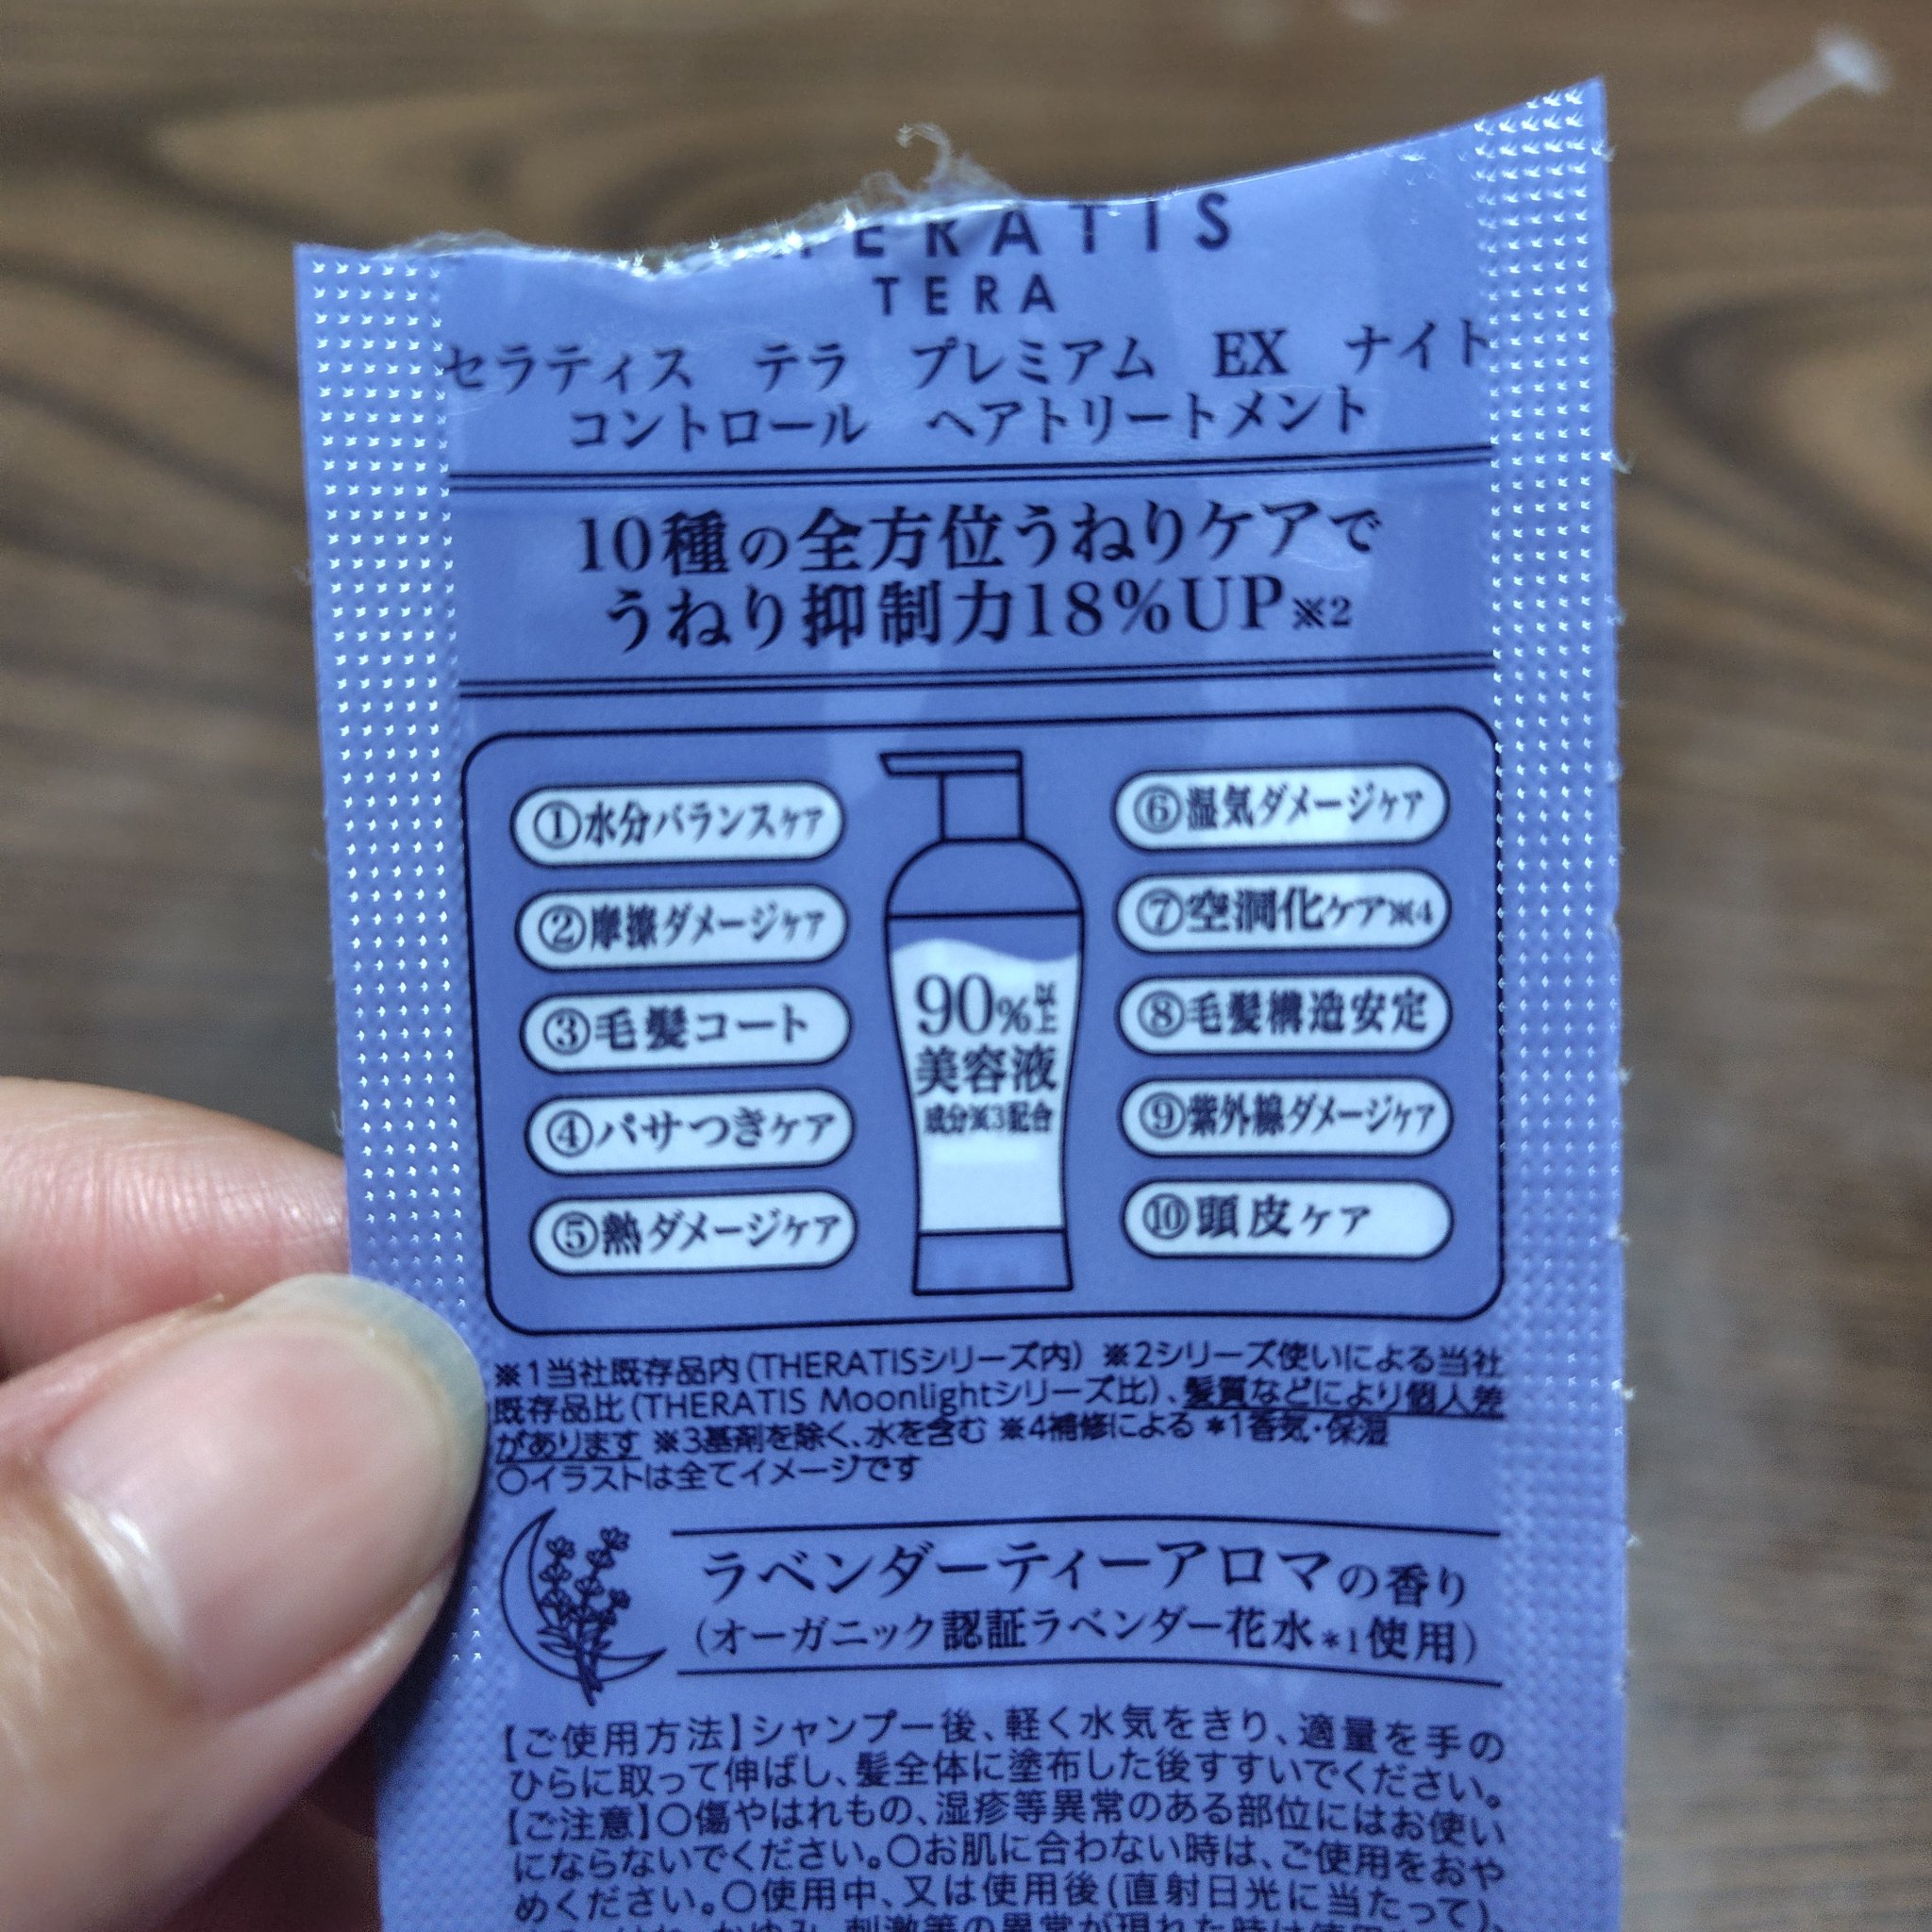 THERATIS
TERA
セラティス テラ プレミアム EX ナイト
コントロール ヘアトリートメント
10種の全方位うねりケアで
うねり抑制力18%UP※2
①水分バランスケア
②摩擦ダメージケア
③毛髪コート
④パサつきケア
⑤熱ダメージケア
90%以上
美容液
成分※3配合
⑥湿気ダメージケア
⑦空洞化ケア※4
⑧毛髪構造安定
⑨紫外線ダメージケア
⑩頭皮ケア
※1当社既存品内(THERATISシリーズ内) ※2シリーズ使いによる当社
既存品比(THERATIS Moonlightシリーズ比)、髪質などにより個人差
があります ※3基剤を除く、水を含む ※4補修による *1香気・保湿
○イラストは全てイメージです
ラベンダーティーアロマの香り
(オーガニック認証ラベンダー花水*1使用)
【ご使用方法】シャンプー後、軽く水気をきり、適量を手の
ひらに取って伸ばし、髪全体に塗布した後すすいでください。
【ご注意】○傷やはれもの、湿疹等異常のある部位にはお使い
にならないでください。○お肌に合わない時は、ご使用をおや
めください。○使用中、又は使用後(直射日光に当たって)、
かゆみ、刺激等の異常が現れた時は使用